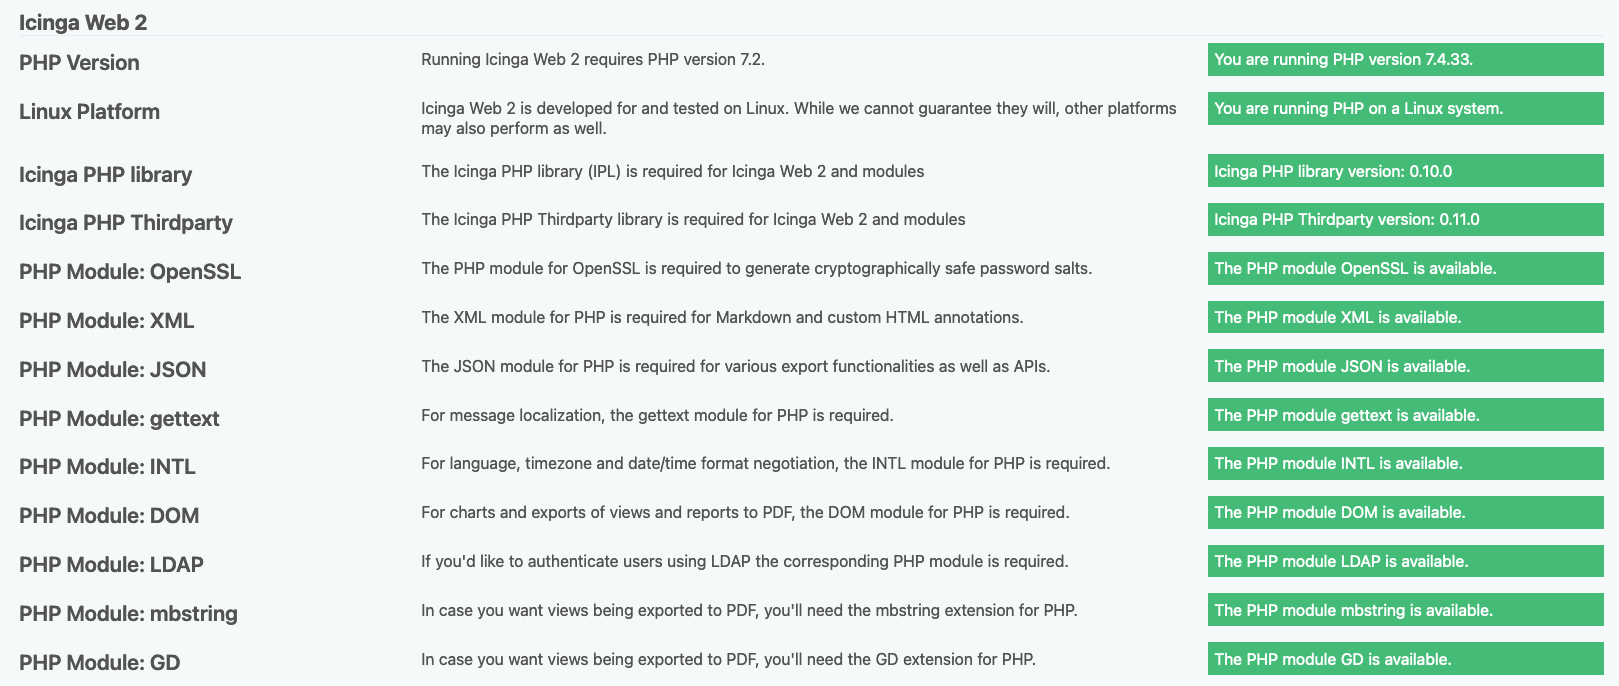 Icinga Web 2
PHP Version
Running Icinga Web 2 requires PHP version 7.2.
You are running PHP version 7.4.33.
Linux Platform
Icinga Web 2 is developed for and tested on Linux. While we cannot guarantee they will, other platforms
may also perform as well.
You are running PHP on a Linux system.
Icinga PHP library
The Icinga PHP library (IPL) is required for Icinga Web 2 and modules
Icinga PHP library version: 0.10.0
Icinga PHP Thirdparty
The Icinga PHP Thirdparty library is required for Icinga Web 2 and modules
Icinga PHP Thirdparty version: 0.11.0
PHP Module: OpenSSL
The PHP module for OpenSSL is required to generate cryptographically safe password salts.
The PHP module OpenSSL is available.
PHP Module: XML
The XML module for PHP is required for Markdown and custom HTML annotations.
The PHP module XML is available.
PHP Module: JSON
The JSON module for PHP is required for various export functionalities as well as APIs.
The PHP module JSON is available.
PHP Module: gettext
For message localization, the gettext module for PHP is required.
The PHP module gettext is available.
PHP Module: INTL
For language, timezone and date/time format negotiation, the INTL module for PHP is required.
The PHP module INTL is available.
PHP Module: DOM
For charts and exports of views and reports to PDF, the DOM module for PHP is required.
The PHP module DOM is available.
PHP Module: LDAP
If you'd like to authenticate users using LDAP the corresponding PHP module is required.
The PHP module LDAP is available.
PHP Module: mbstring
In case you want views being exported to PDF, you'll need the mbstring extension for PHP.
The PHP module mbstring is available.
PHP Module: GD
In case you want views being exported to PDF, you'll need the GD extension for PHP.
The PHP module GD is available.